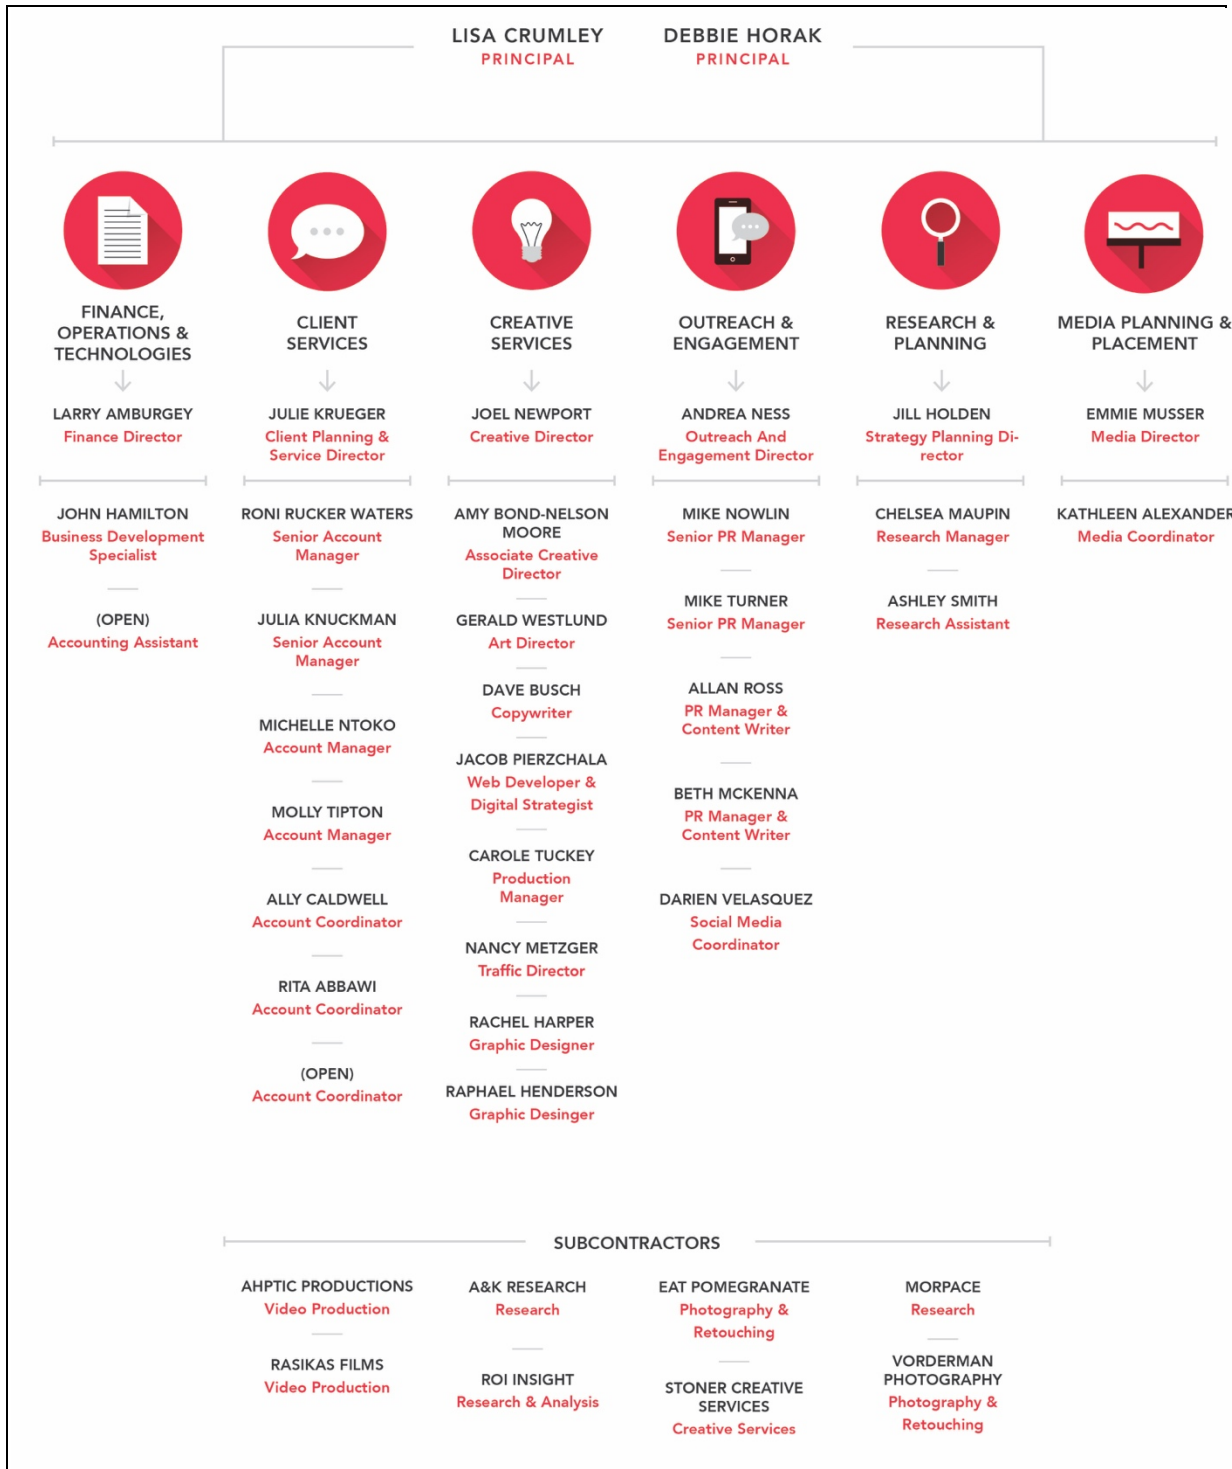 LISA CRUMLEY
PRINCIPAL
DEBBIE HORAK
PRINCIPAL
FINANCE,
OPERATIONS &
TECHNOLOGIES
LARRY AMBURGEY
Finance Director
JOHN HAMILTON
Business Development
Specialist
(OPEN)
Accounting Assistant
CLIENT
SERVICES
JULIE KRUEGER
Client Planning &
Service Director
RONI RUCKER WATERS
Senior Account
Manager
JULIA KNUCKMAN
Senior Account
Manager
MICHELLE NTOKO
Account Manager
MOLLY TIPTON
Account Manager
ALLY CALDWELL
Account Coordinator
RITA ABBAWI
Account Coordinator
(OPEN)
Account Coordinator
CREATIVE
SERVICES
JOEL NEWPORT
Creative Director
AMY BOND-NELSON
MOORE
Associate Creative
Director
GERALD WESTLUND
Art Director
DAVE BUSCH
Copywriter
JACOB PIERZCHALA
Web Developer &
Digital Strategist
CAROLE TUCKEY
Production
Manager
NANCY METZGER
Traffic Director
RACHEL HARPER
Graphic Designer
RAPHAEL HENDERSON
Graphic Desinger
OUTREACH &
ENGAGEMENT
ANDREA NESS
Outreach And
Engagement Director
MIKE NOWLIN
Senior PR Manager
MIKE TURNER
Senior PR Manager
ALLAN ROSS
PR Manager &
Content Writer
BETH MCKENNA
PR Manager &
Content Writer
DARIEN VELASQUEZ
Social Media
Coordinator
RESEARCH &
PLANNING
JILL HOLDEN
Strategy Planning Di-
rector
CHELSEA MAUPIN
Research Manager
ASHLEY SMITH
Research Assistant
MEDIA PLANNING &
PLACEMENT
EMMIE MUSSER
Media Director
KATHLEEN ALEXANDER
Media Coordinator
SUBCONTRACTORS
AHPTIC PRODUCTIONS
Video Production
RASIKAS FILMS
Video Production
A&K RESEARCH
Research
ROI INSIGHT
Research & Analysis
EAT POMEGRANATE
Photography &
Retouching
STONER CREATIVE
SERVICES
Creative Services
MORPACE
Research
VORDERMAN
PHOTOGRAPHY
Photography &
Retouching